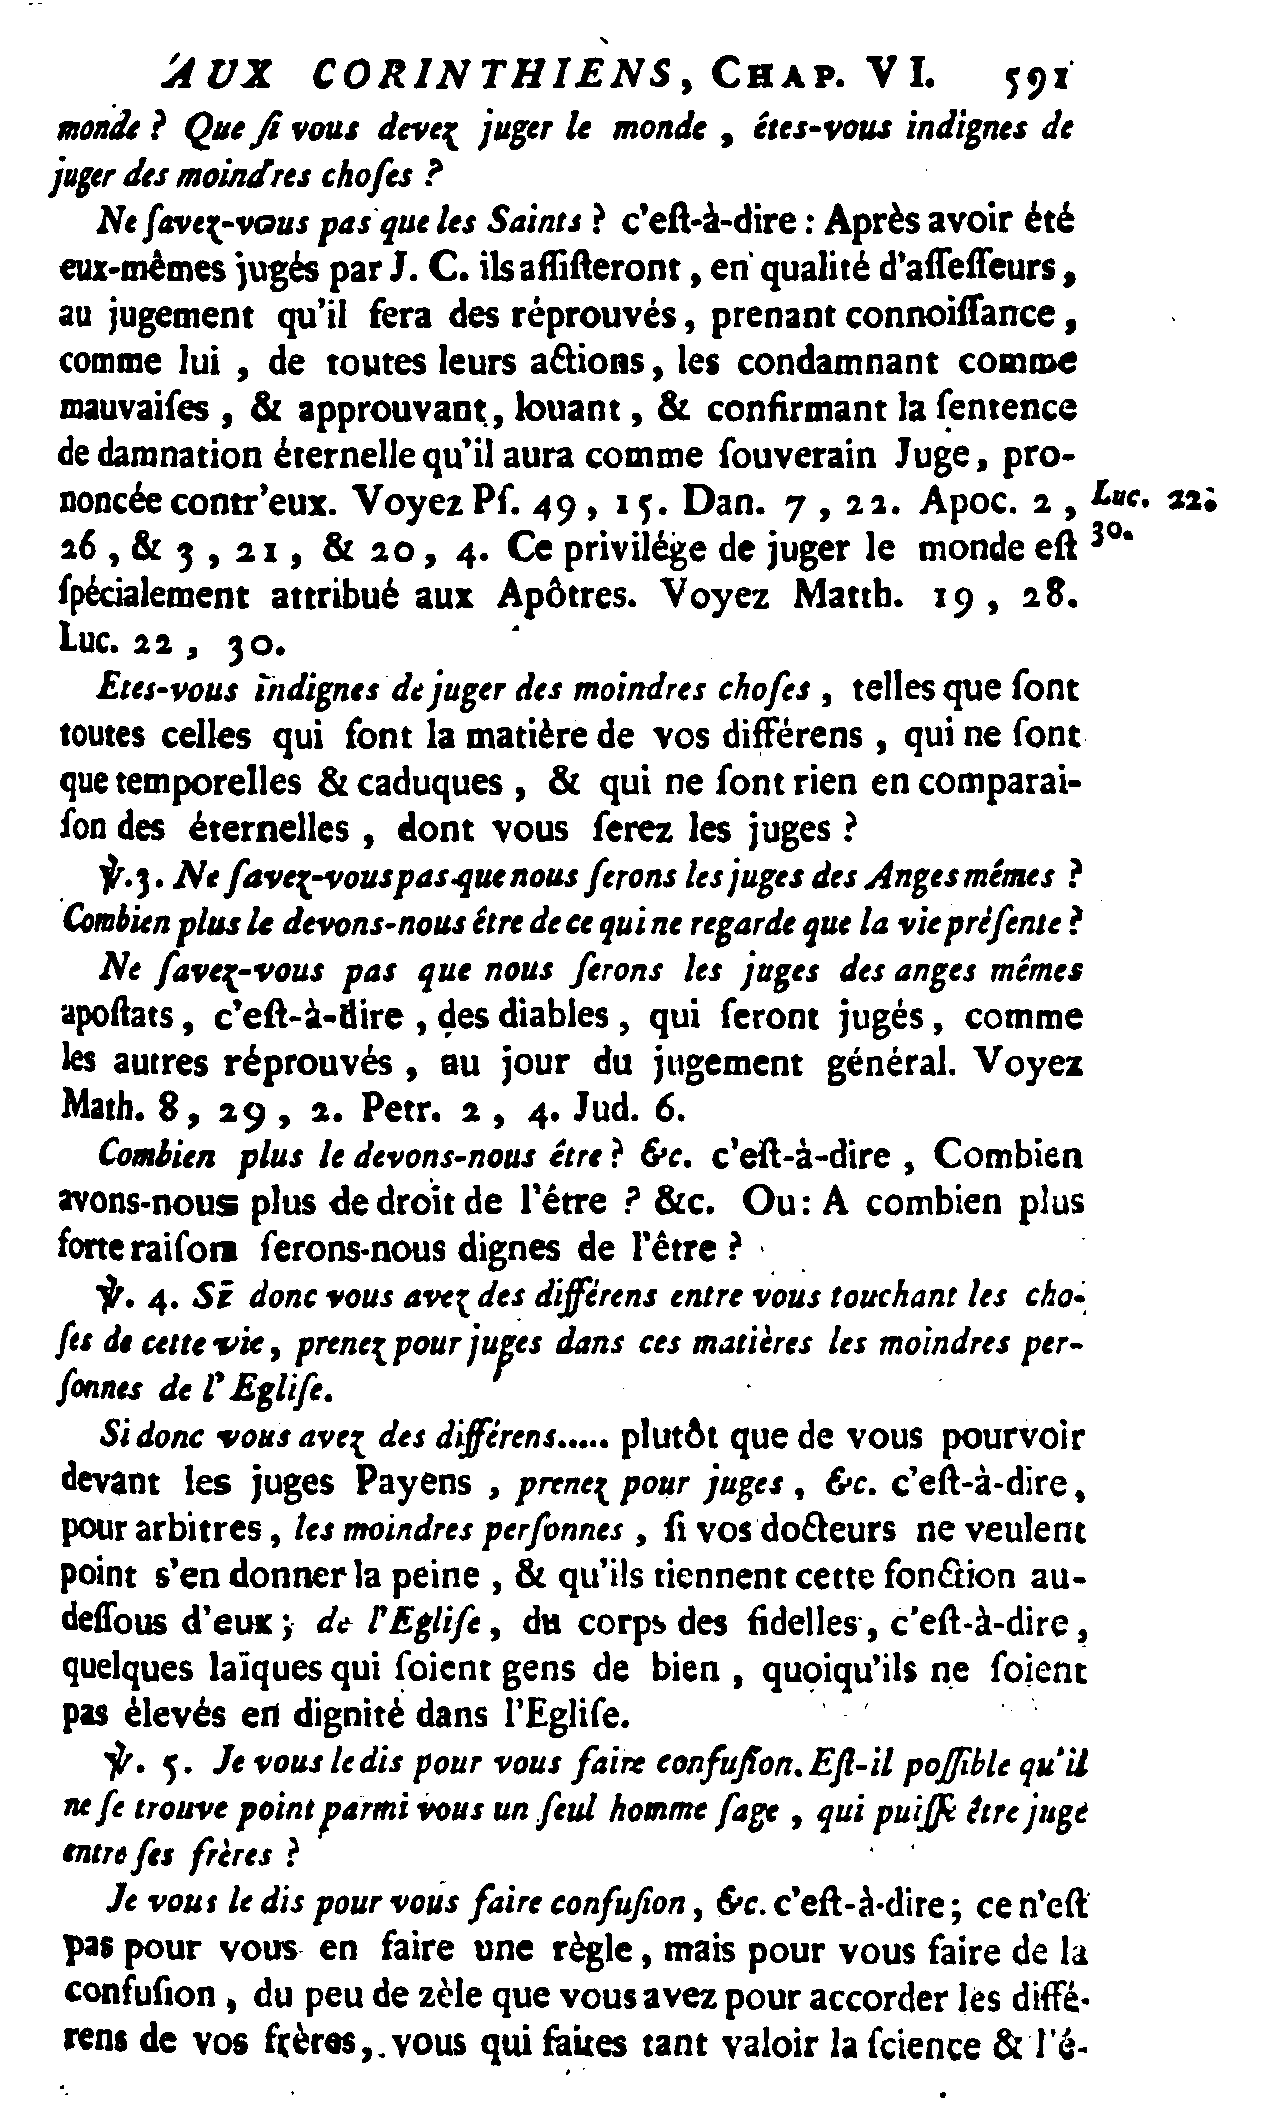 AUX CORINTHIENS, CHAP. VI. 591
monde ? Que ſi vous devez juger le monde , êtes-vous indignes de
juger des moindres choſes ?
Ne ſavez-vous pas que les Saints ? c'eſt-à-dire : Après avoir été
eux-mêmes jugés par J. C. ils aſſiſteront , en qualité d'aſſeſſeurs ,
au jugement qu'il fera des réprouvés , prenant connoiſſance ,
comme lui , de toutes leurs actions , les condamnant comme
mauvaiſes , & approuvant , louant , & confirmant la ſentence
de damnation éternelle qu'il aura comme ſouverain Juge , pro-
noncée contr'eux. Voyez Pſ. 49 , 15. Dan. 7 , 22. Apoc. 2 ,
Luc. 22.
26 , & 3 , 21 , & 20 , 4. Ce privilége de juger le monde eſt
30.
ſpécialement attribué aux Apôtres. Voyez Matth. 19 , 28.
Luc. 22 , 30.
Etes-vous indignes de juger des moindres choſes , telles que ſont
toutes celles qui font la matière de vos différens , qui ne ſont
que temporelles & caduques , & qui ne ſont rien en comparai-
ſon des éternelles , dont vous ſerez les juges ?
℣. 3. Ne ſavez-vous pas que nous ſerons les juges des Anges mêmes ?
Combien plus le devons-nous être de ce qui ne regarde que la vie préſente ?
Ne ſavez-vous pas que nous ſerons les juges des anges mêmes
apoſtats , c'eſt-à-dire , des diables , qui ſeront jugés , comme
les autres réprouvés , au jour du jugement général. Voyez
Math. 8 , 29 , 2. Petr. 2 , 4. Jud. 6.
Combien plus le devons-nous être ? &c. c'eſt-à-dire , Combien
avons-nous plus de droit de l'être ? &c. Ou : A combien plus
forte raiſon ſerons-nous dignes de l'être ?
℣. 4. Si donc vous avez des différens entre vous touchant les cho-
ſes de cette vie , prenez pour juges dans ces matières les moindres per-
ſonnes de l'Egliſe.
Si donc vous avez des différens..... plutôt que de vous pourvoir
devant les juges Payens , prenez pour juges , &c. c'eſt-à-dire ,
pour arbitres , les moindres perſonnes , ſi vos docteurs ne veulent
point s'en donner la peine , & qu'ils tiennent cette fonction au-
deſſous d'eux ; de l'Egliſe , du corps des fidelles , c'eſt-à-dire ,
quelques laïques qui ſoient gens de bien , quoiqu'ils ne ſoient
pas élevés en dignité dans l'Egliſe.
℣. 5. Je vous le dis pour vous faire confuſion. Eſt-il poſſible qu'il
ne ſe trouve point parmi vous un ſeul homme ſage , qui puiſſe être juge
entre ſes frères ?
Je vous le dis pour vous faire confuſion , &c. c'eſt-à-dire ; ce n'eſt
pas pour vous en faire une règle , mais pour vous faire de la
confuſion , du peu de zèle que vous avez pour accorder les diffé-
rens de vos frères , vous qui faites tant valoir la ſcience & l'é-